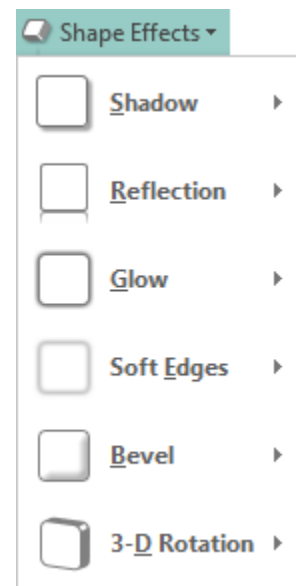 Shape Effects
Shadow
Reflection
Glow
Soft Edges
Bevel
3-D Rotation